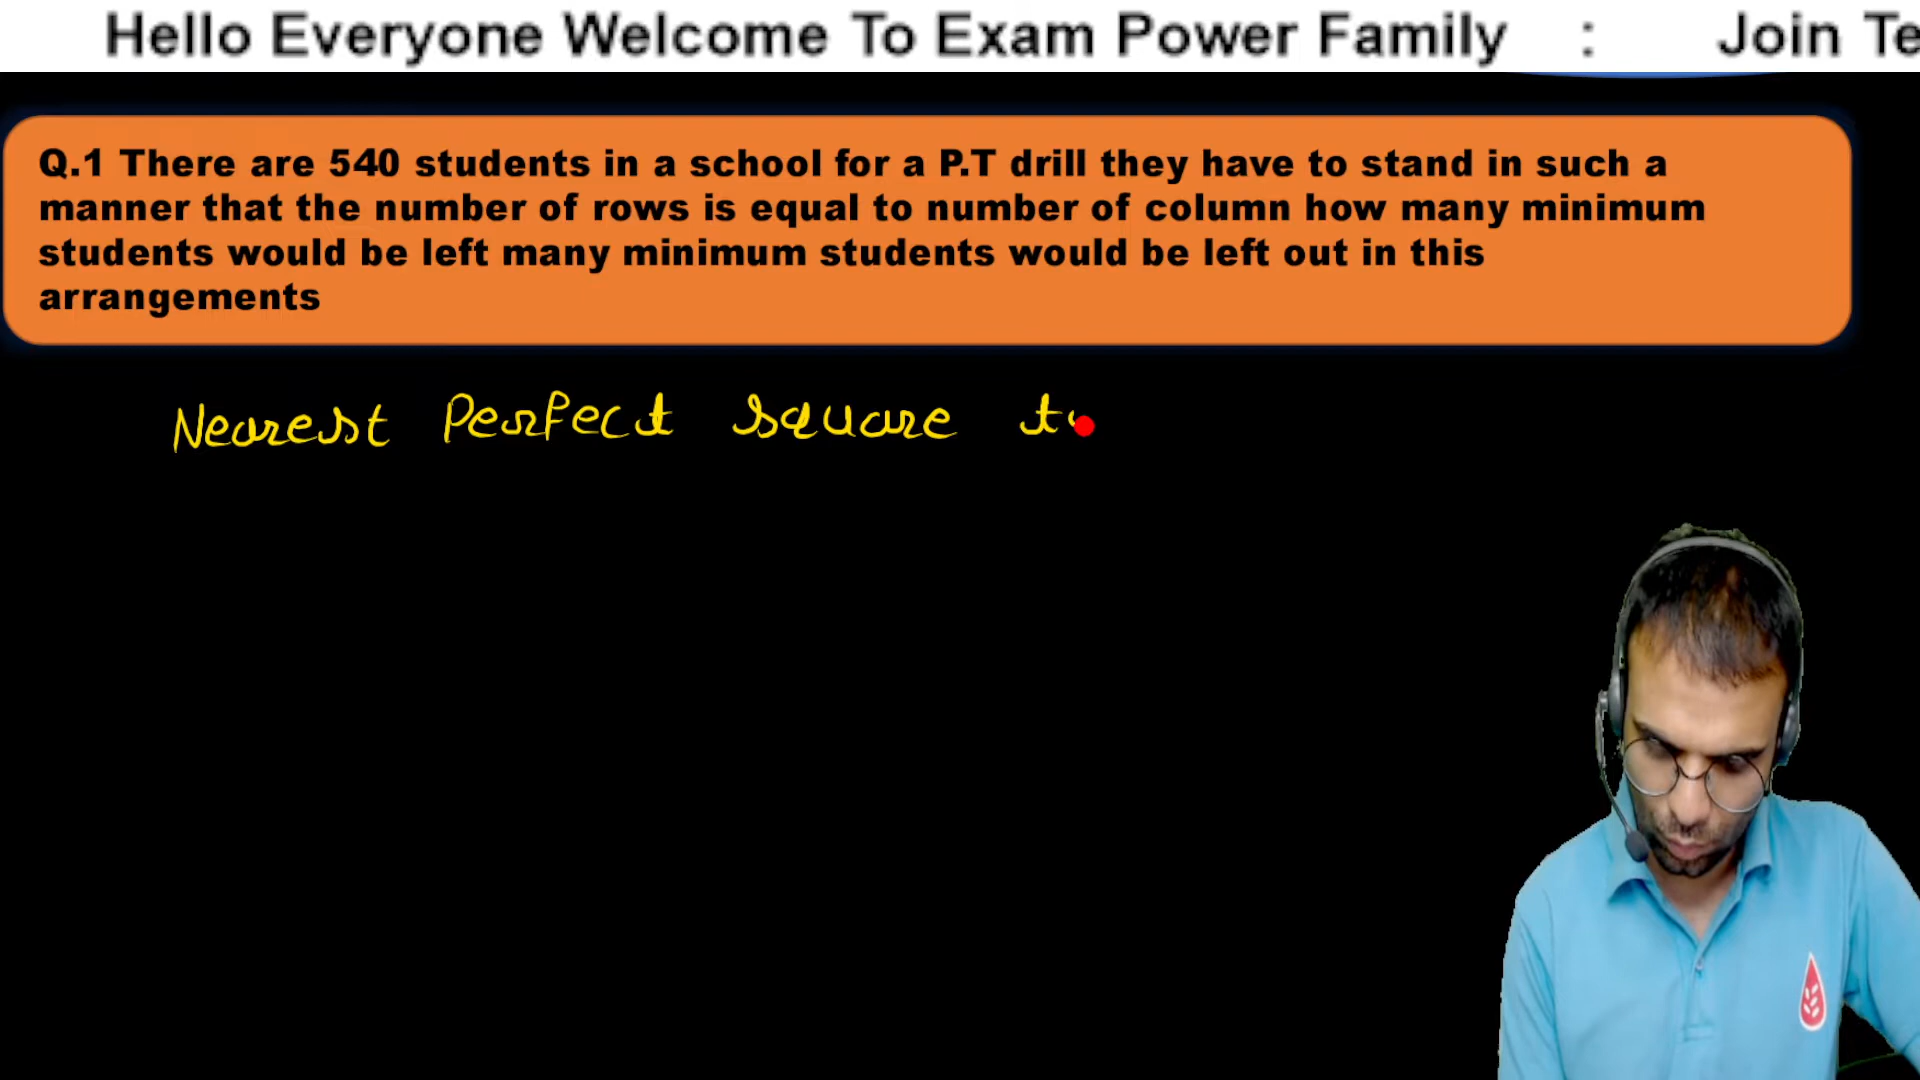 Hello Everyone Welcome To Exam Power Family : Join Te
Q.1 There are 540 students in a school for a P.T drill they have to stand in such a
manner that the number of rows is equal to number of column how many minimum
students would be left many minimum students would be left out in this
arrangements
Nearest Perfect square